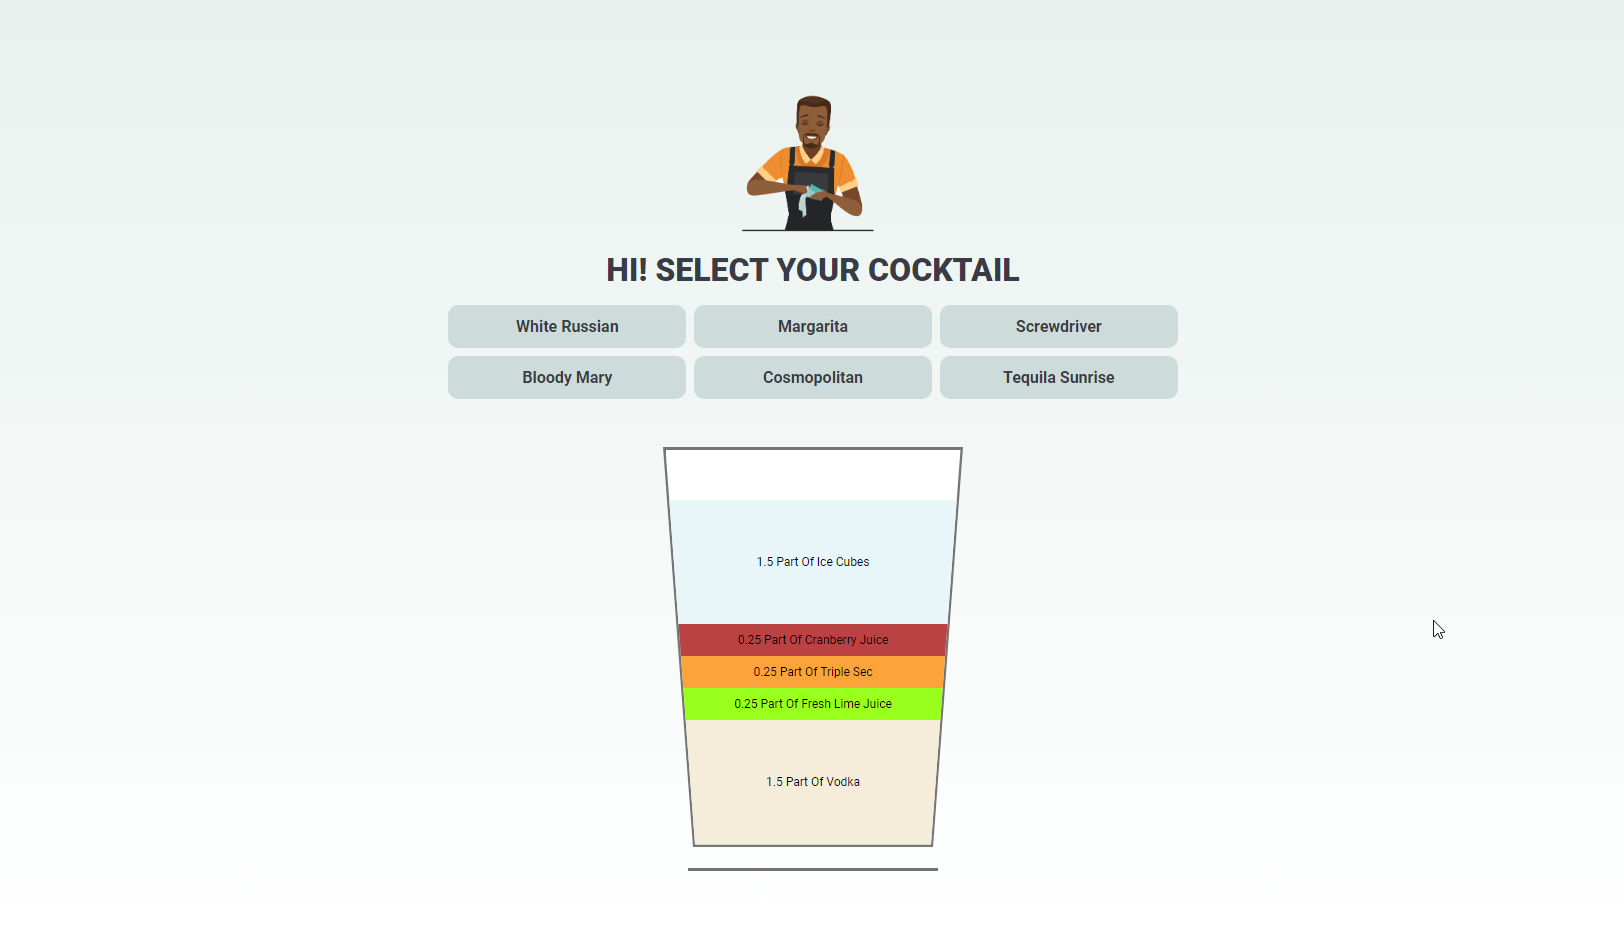 HI! SELECT YOUR COCKTAIL
White Russian
Margarita
Screwdriver
Bloody Mary
Cosmopolitan
Tequila Sunrise
1.5 Part Of Ice Cubes
0.25 Part Of Cranberry Juice
0.25 Part Of Triple Sec
0.25 Part Of Fresh Lime Juice
1.5 Part Of Vodka